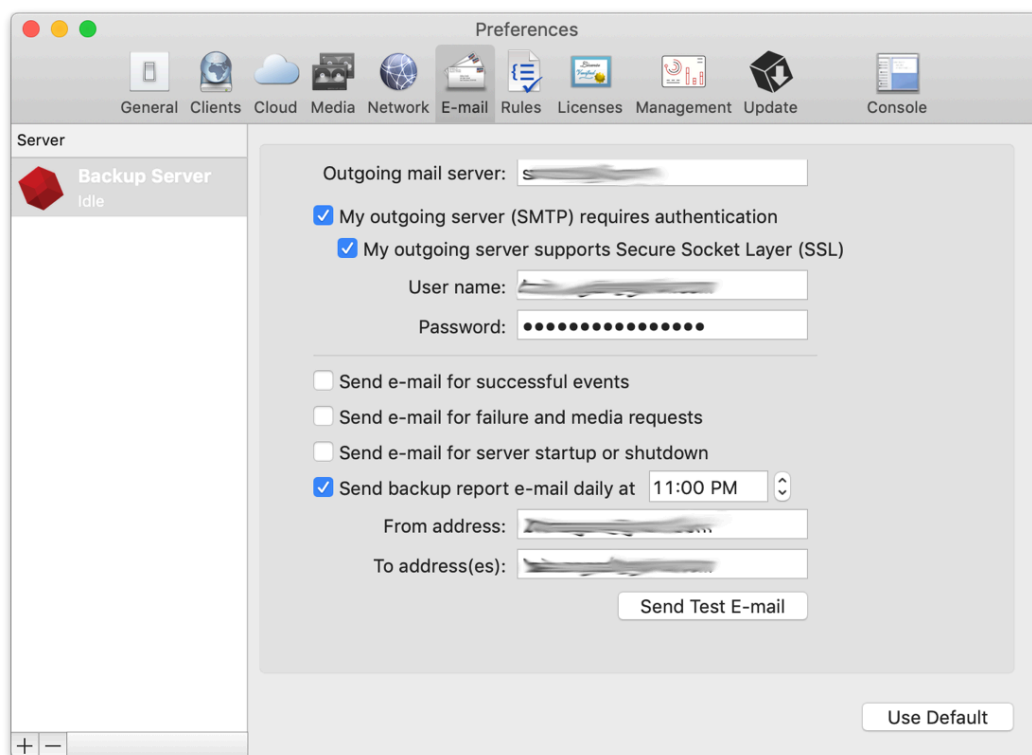 Preferences
General Clients Cloud Media Network E-mail Rules Licenses Management Update Console
Server
Backup Server
Idle
Outgoing mail server:
My outgoing server (SMTP) requires authentication
My outgoing server supports Secure Socket Layer (SSL)
User name:
Password: ••••••••••••••••
Send e-mail for successful events
Send e-mail for failure and media requests
Send e-mail for server startup or shutdown
Send backup report e-mail daily at 11:00 PM
From address:
To address(es):
Send Test E-mail
Use Default